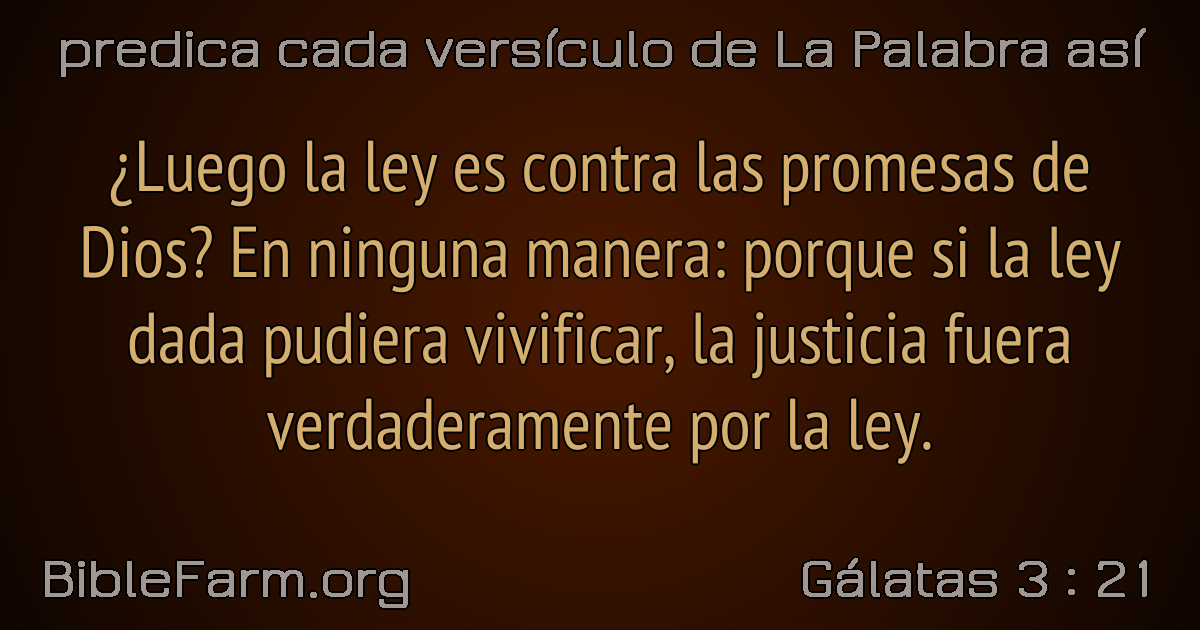 predica cada versículo de La Palabra así
¿Luego la ley es contra las promesas de
Dios? En ninguna manera: porque si la ley
dada pudiera vivificar, la justicia fuera
verdaderamente por la ley.
BibleFarm.org
Gálatas 3 : 21